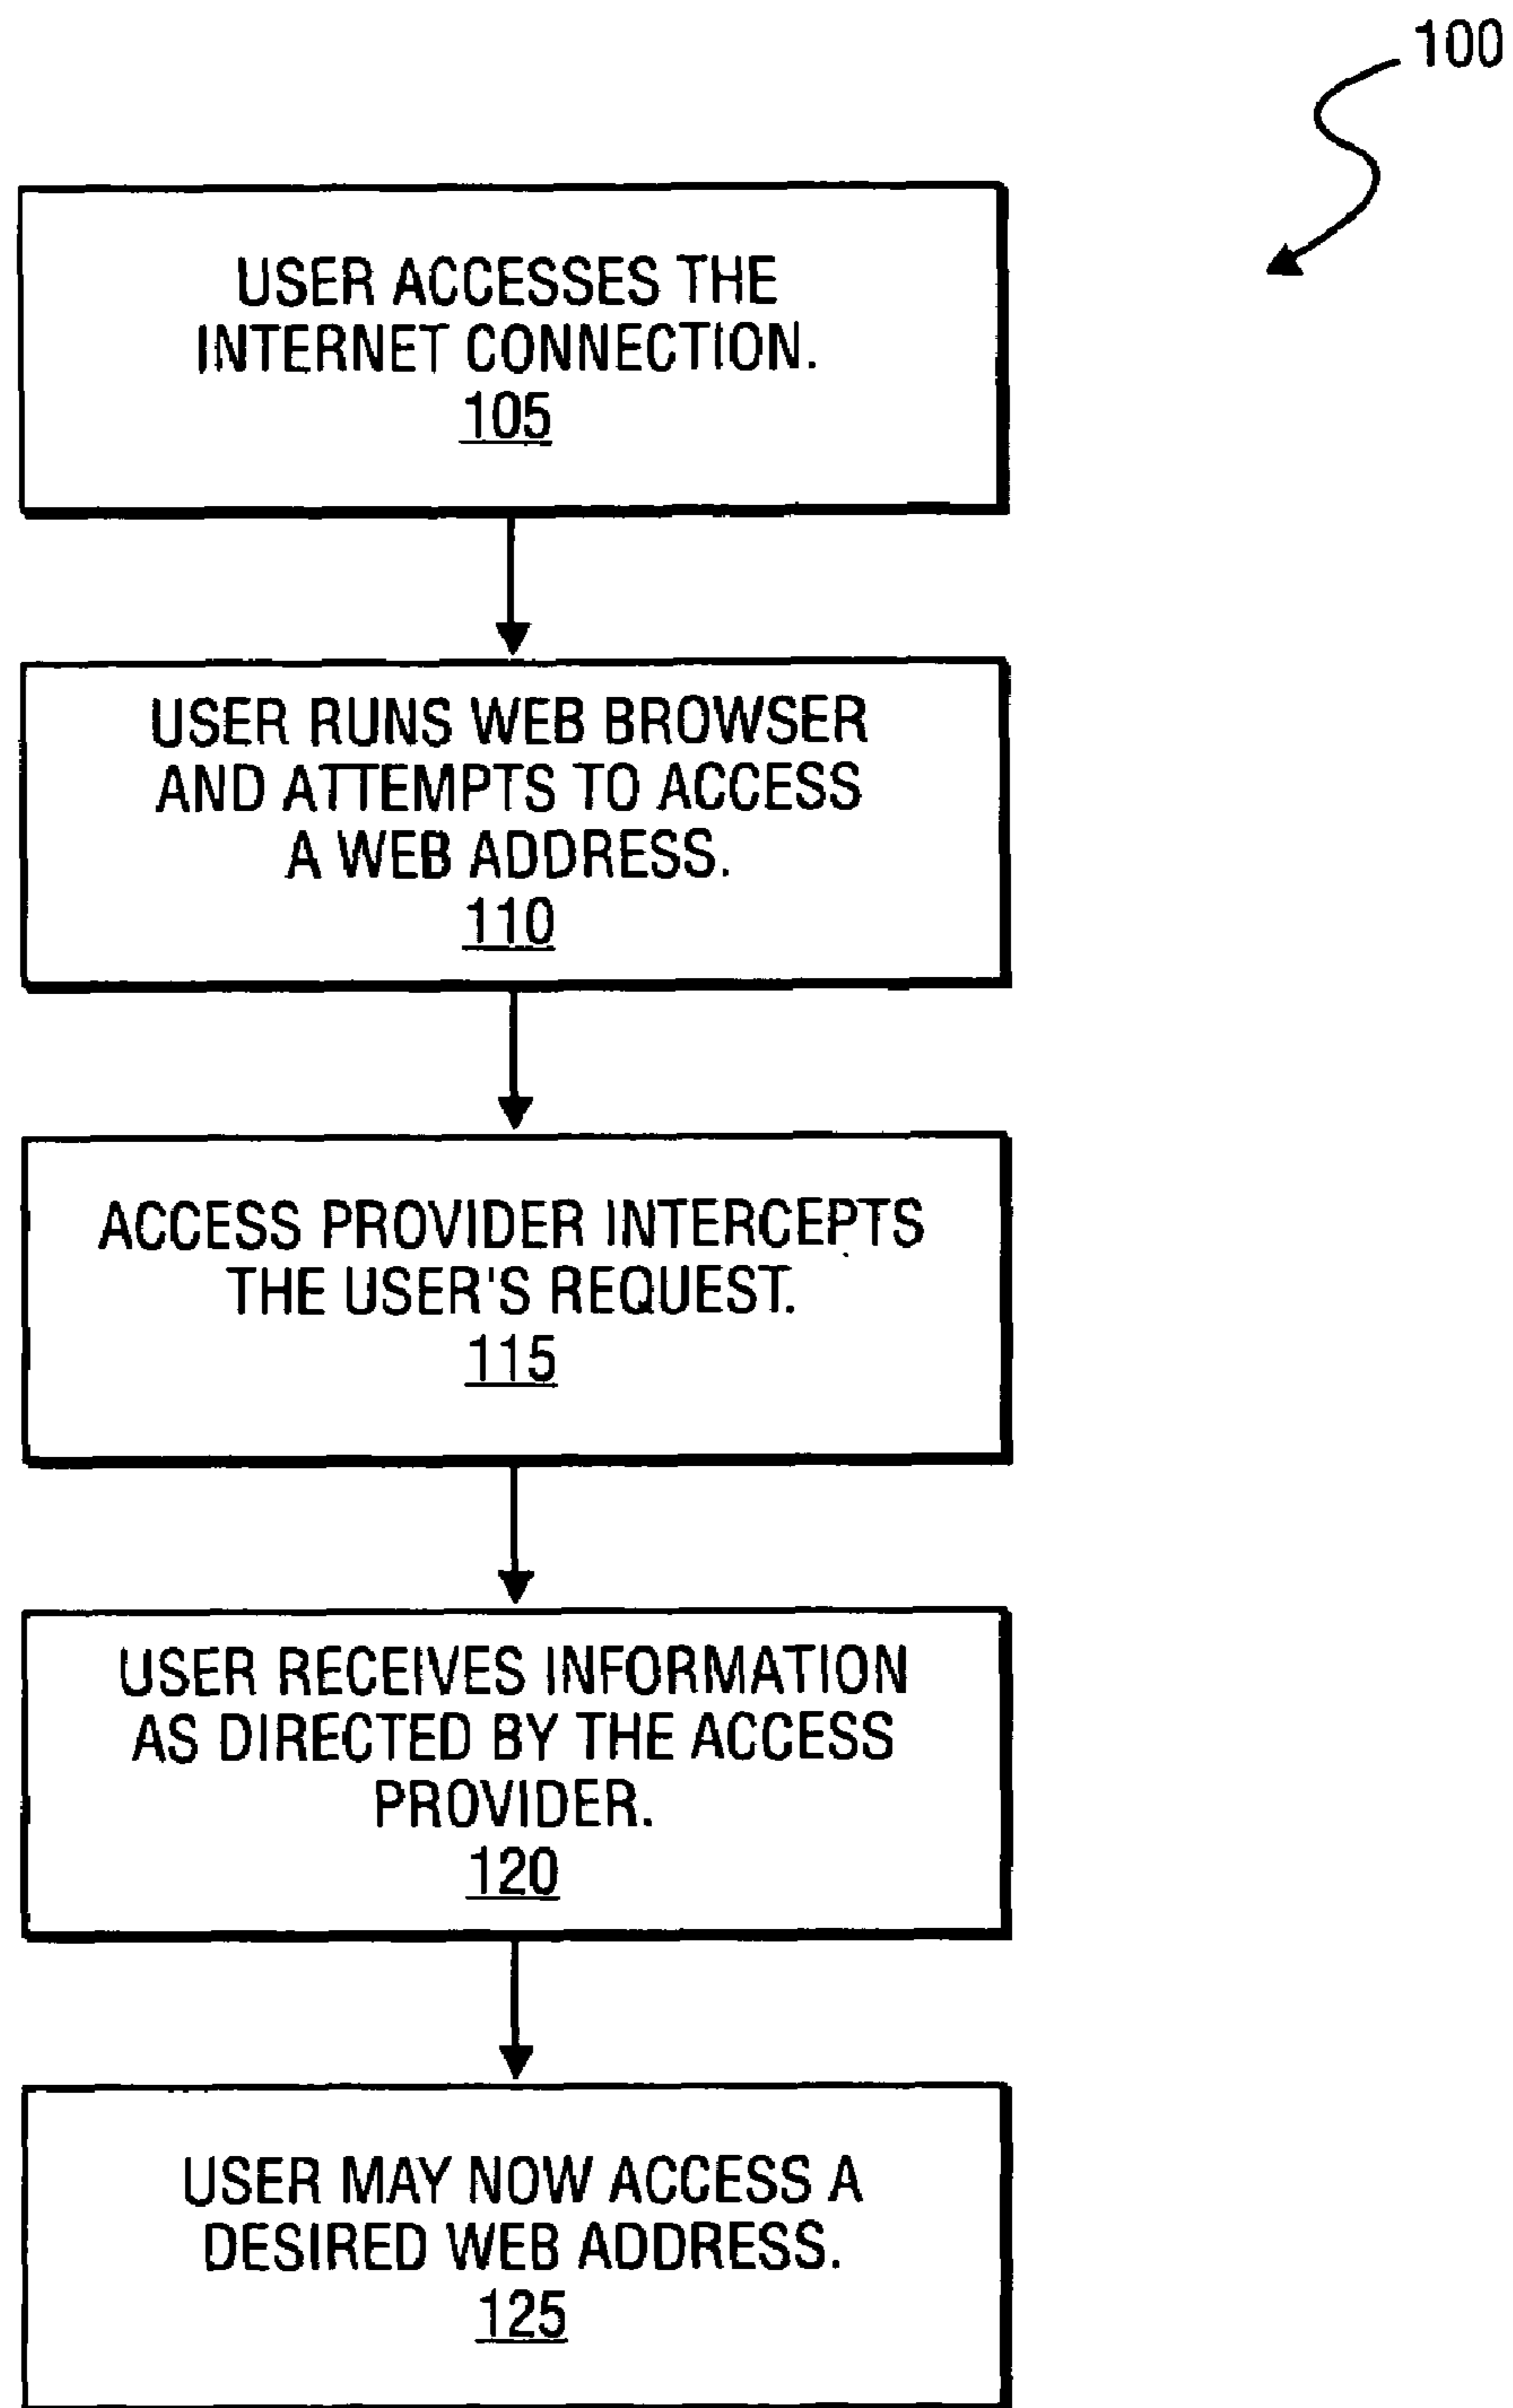 100
USER ACCESSES THE
INTERNET CONNECTION.
105
USER RUNS WEB BROWSER
AND ATTEMPTS TO ACCESS
A WEB ADDRESS.
110
ACCESS PROVIDER INTERCEPTS
THE USER'S REQUEST.
115
USER RECEIVES INFORMATION
AS DIRECTED BY THE ACCESS
PROVIDER.
120
USER MAY NOW ACCESS A
DESIRED WEB ADDRESS.
125